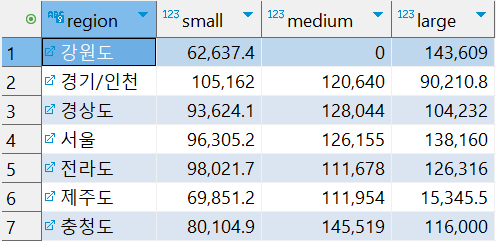 ABC region 123 small 123 medium 123 large
1 강원도 62,637.4 0 143,609
2 경기/인천 105,162 120,640 90,210.8
3 경상도 93,624.1 128,044 104,232
4 서울 96,305.2 126,155 138,160
5 전라도 98,021.7 111,678 126,316
6 제주도 69,851.2 111,954 15,345.5
7 충청도 80,104.9 145,519 116,000